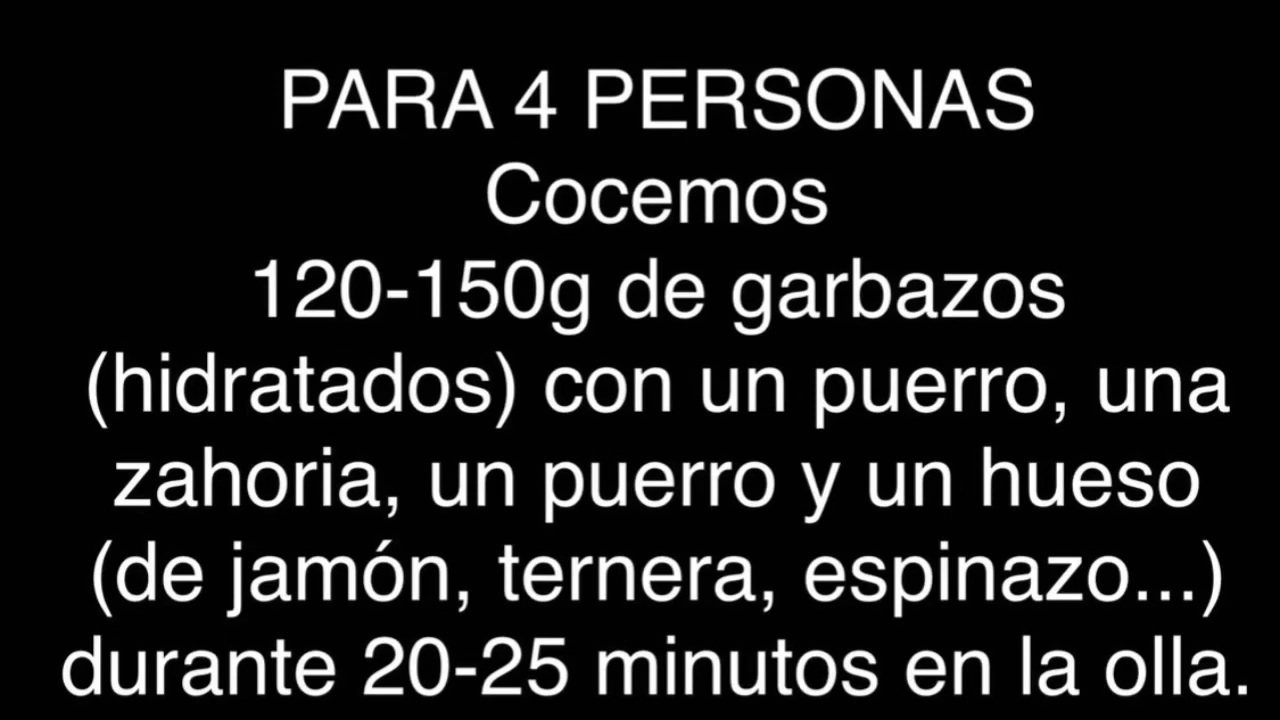 PARA 4 PERSONAS
Cocemos
120-150g de garbazos
(hidratados) con un puerro, una
zahoria, un puerro y un hueso
(de jamón, ternera, espinazo...)
durante 20-25 minutos en la olla.